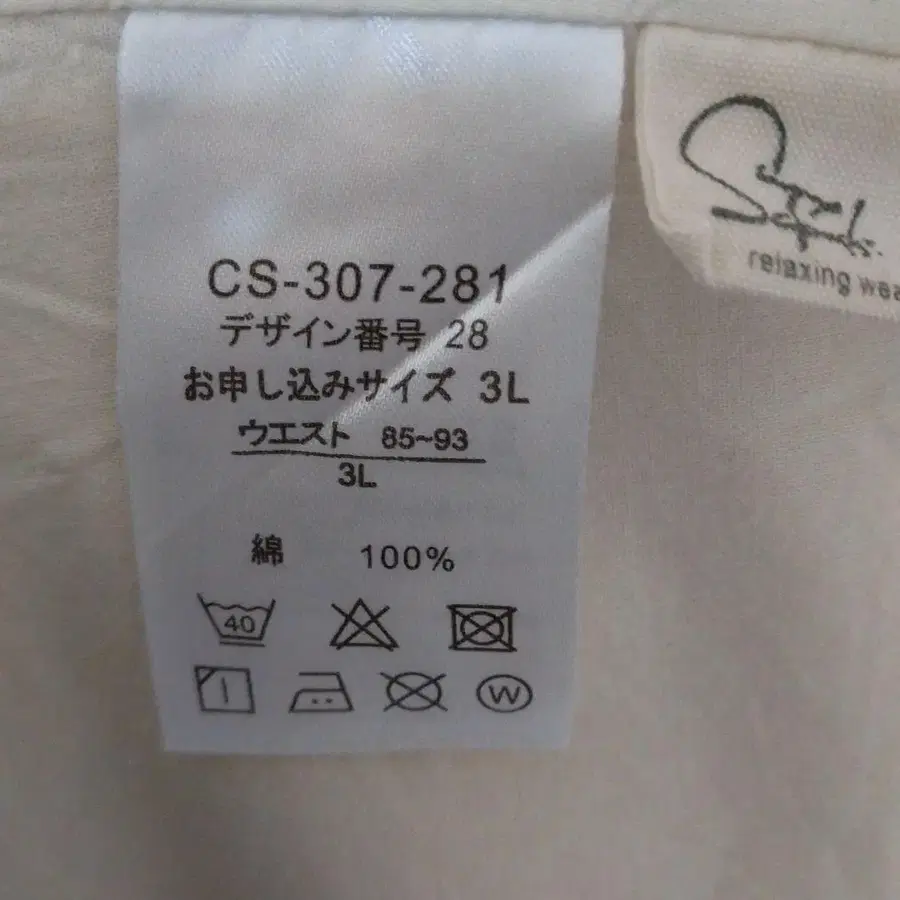 CS-307-281
デザイン番号 28
お申し込みサイズ 3L
ウエスト 85~93
3L
綿 100%
40
W
relaxing